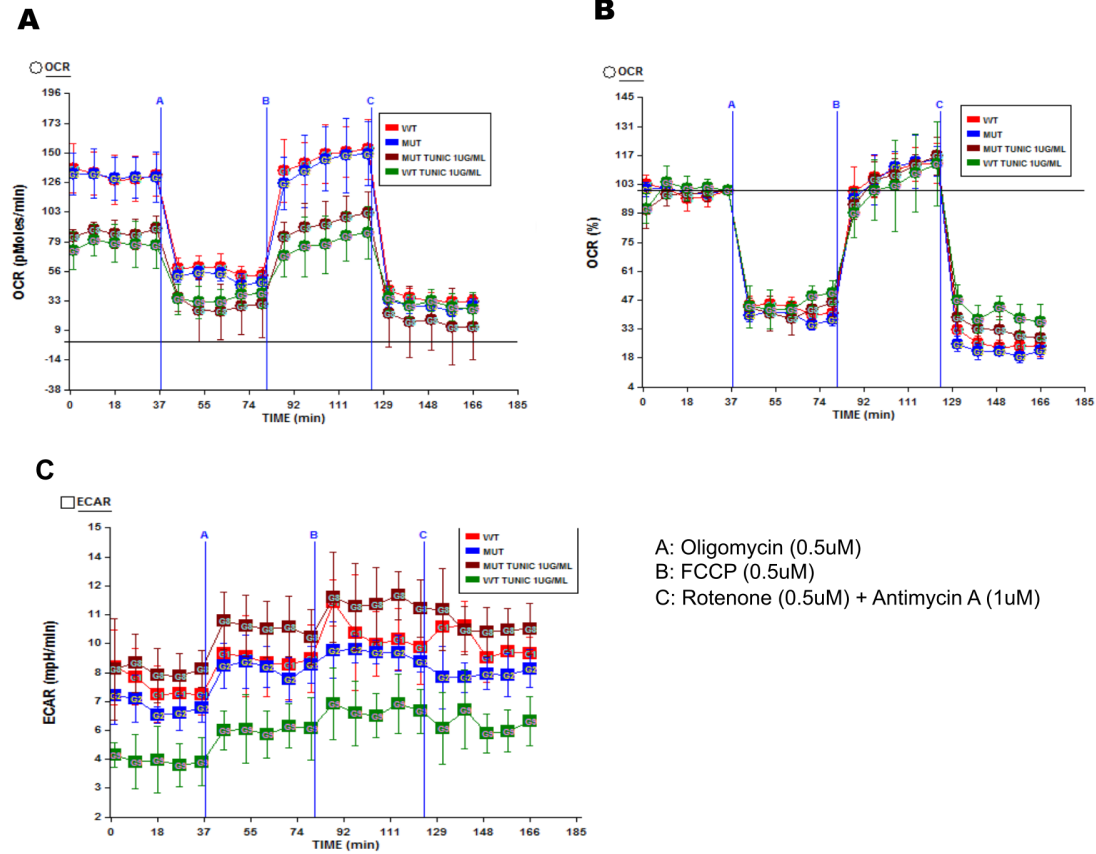 A
OCR
196
173
150
126
103
79
56
33
9
-14
-38
OCR (pMoles/min)
A
B
C
WT
MUT
MUT TUNIC 1UG/ML
WT TUNIC 1UG/ML
0 18 37 55 74 92 111 129 148 166 185
TIME (min)
B
OCR
145
131
117
103
89
75
61
47
33
18
4
OCR (%)
A
B
C
WT
MUT
MUT TUNIC 1UG/ML
WT TUNIC 1UG/ML
0 18 37 55 74 92 111 129 148 166 185
TIME (min)
C
ECAR
15
14
12
11
10
8
7
6
4
3
2
ECAR (mpH/min)
A
B
C
WT
MUT
MUT TUNIC 1UG/ML
WT TUNIC 1UG/ML
0 18 37 55 74 92 111 129 148 166 185
TIME (min)
A: Oligomycin (0.5uM)
B: FCCP (0.5uM)
C: Rotenone (0.5uM) + Antimycin A (1uM)